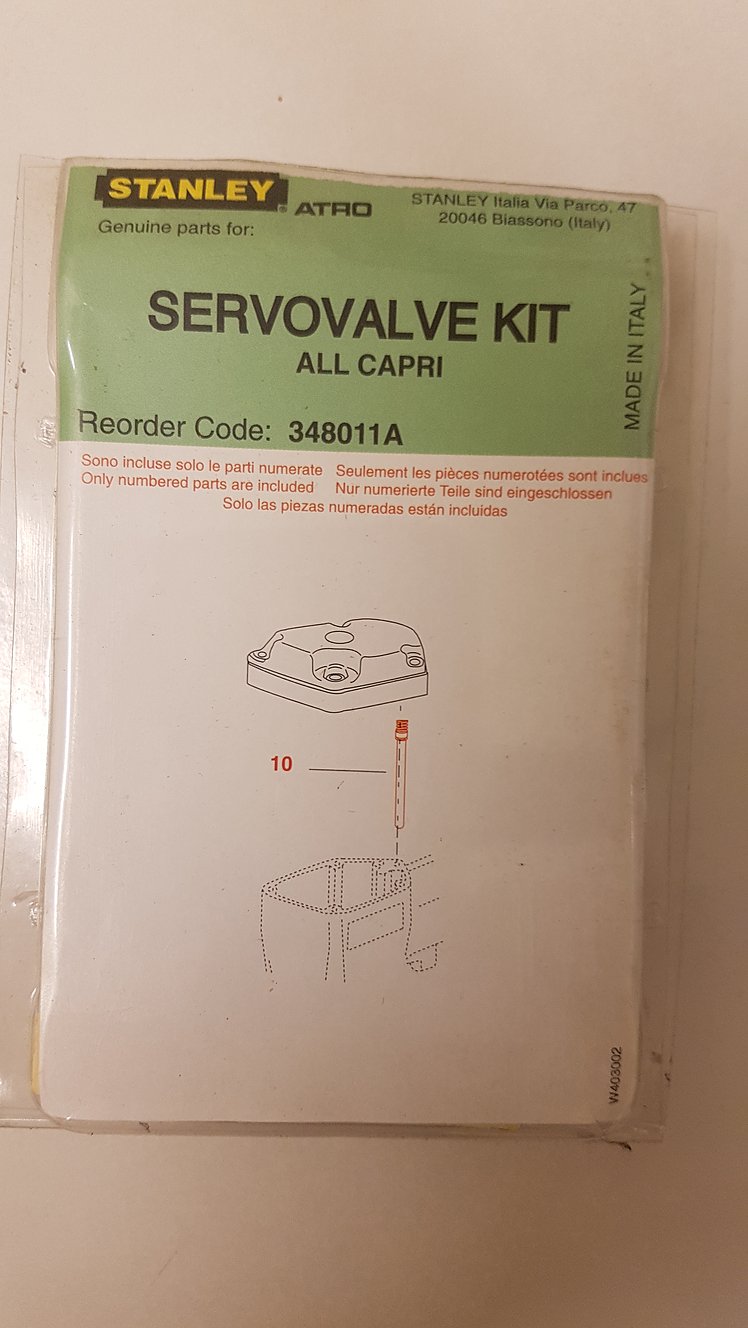 STANLEY® ATRO
STANLEY Italia Via Parco, 47
20046 Biassono (Italy)
Genuine parts for:
SERVOVALVE KIT
ALL CAPRI
MADE IN ITALY
Reorder Code: 348011A
Sono incluse solo le parti numerate
Seulement les pièces numerotées sont inclues
Only numbered parts are included
Nur numerierte Teile sind eingeschlossen
Solo las piezas numeradas están incluidas
10
W403002